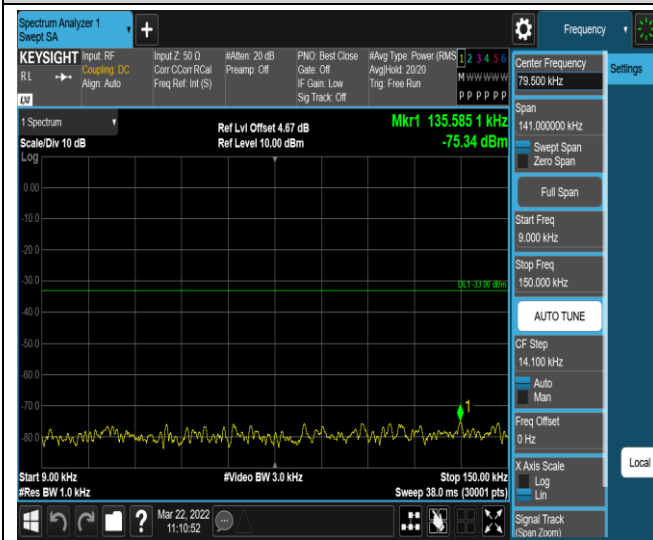 Spectrum Analyzer 1
Swept SA
Frequency
KEYSIGHT
R L
LXI
Input: RF
Coupling: DC
Align: Auto
Input Z: 50 Ω
Corr CCorr RCal
Freq Ref: Int (S)
#Atten: 20 dB
Preamp: Off
PNO: Best Close
Gate: Off
IF Gain: Low
Sig Track: Off
#Avg Type: Power (RMS
Avg|Hold: 20/20
Trig: Free Run
1 2 3 4 5 6
M W W W W W
P P P P P P
1 Spectrum
Scale/Div 10 dB
Log
Ref Lvl Offset 4.67 dB
Ref Level 10.00 dBm
Mkr1 135.585 1 kHz
-75.34 dBm
0.00
-10.0
-20.0
-30.0
-40.0
-50.0
-60.0
-70.0
-80.0
DL1 -33.00 dBm
1
Start 9.00 kHz
#Res BW 1.0 kHz
#Video BW 3.0 kHz
Stop 150.00 kHz
Sweep 38.0 ms (30001 pts)
?
Mar 22, 2022
11:10:52
Center Frequency
79.500 kHz
Span
141.000000 kHz
Swept Span
Zero Span
Full Span
Start Freq
9.000 kHz
Stop Freq
150.000 kHz
AUTO TUNE
CF Step
14.100 kHz
Auto
Man
Freq Offset
0 Hz
X Axis Scale
Log
Lin
Signal Track
(Span Zoom)
Settings
Local